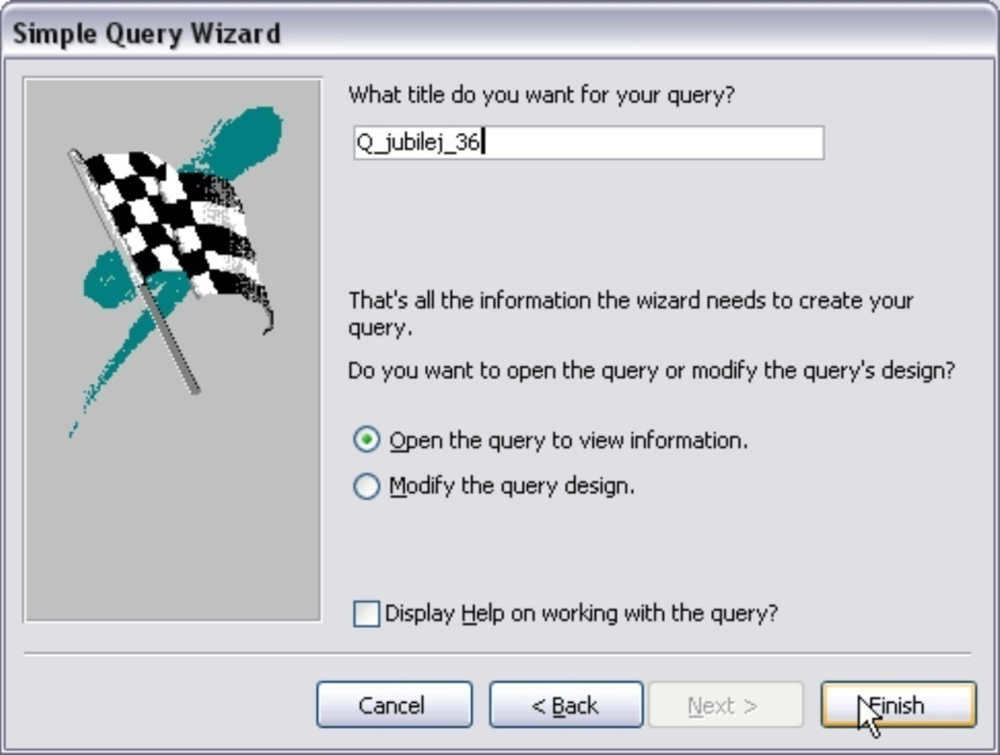 Simple Query Wizard
What title do you want for your query?
Q_jubilej_36
That's all the information the wizard needs to create your
query.
Do you want to open the query or modify the query's design?
Open the query to view information.
Modify the query design.
Display Help on working with the query?
Cancel
< Back
Next >
Finish